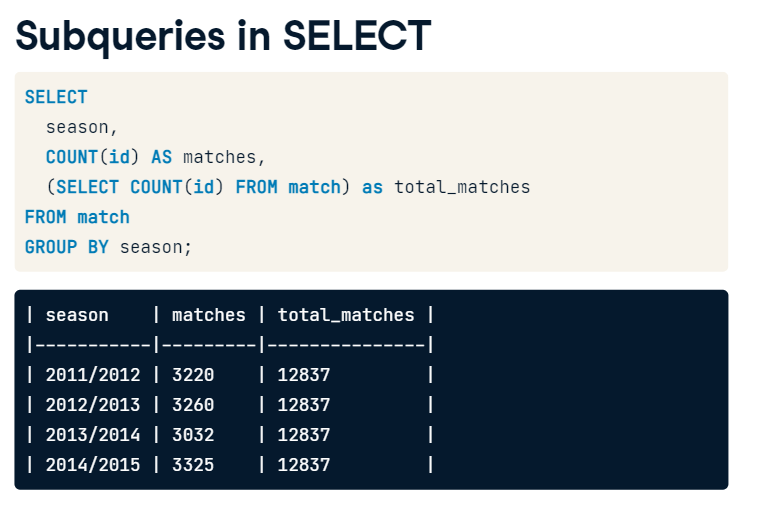 Subqueries in SELECT
SELECT
  season,
  COUNT(id) AS matches,
  (SELECT COUNT(id) FROM match) as total_matches
FROM match
GROUP BY season;
| season    | matches | total_matches |
|-----------|---------|---------------|
| 2011/2012 | 3220    | 12837         |
| 2012/2013 | 3260    | 12837         |
| 2013/2014 | 3032    | 12837         |
| 2014/2015 | 3325    | 12837         |